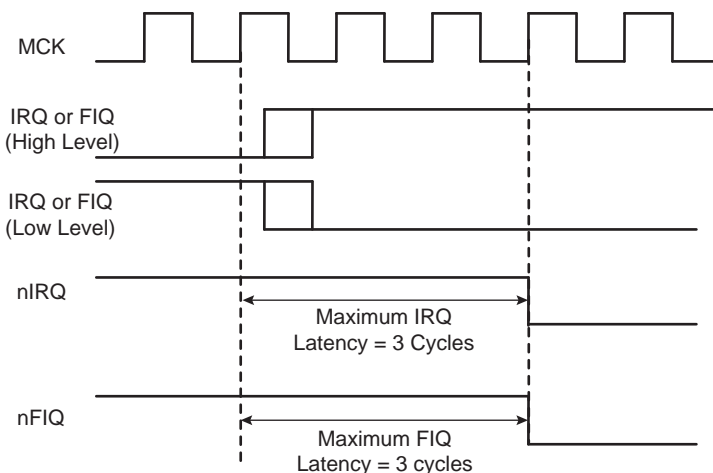 MCK
IRQ or FIQ
(High Level)
IRQ or FIQ
(Low Level)
nIRQ
Maximum IRQ
Latency = 3 Cycles
nFIQ
Maximum FIQ
Latency = 3 cycles